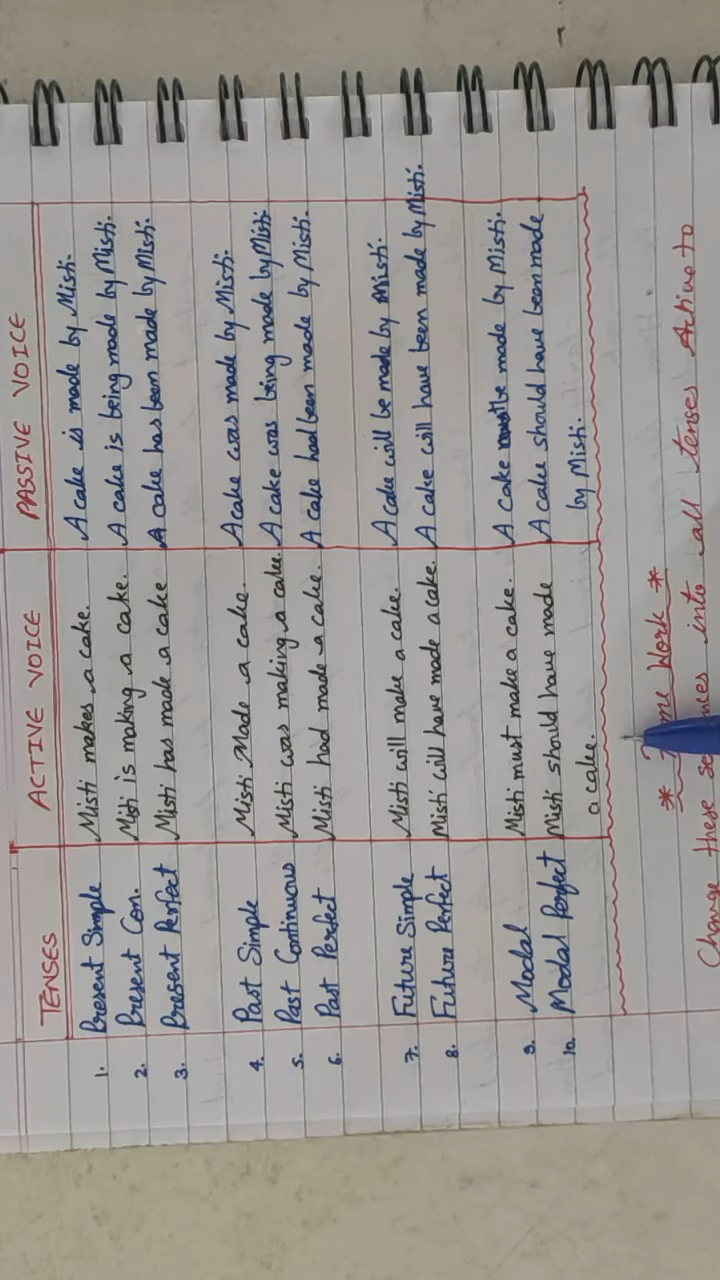 TENSES ACTIVE VOICE PASSIVE VOICE
1. Present Simple Misti makes a cake. A cake is made by Misti.
2. Present Con. Misti is making a cake. A cake is being made by Misti.
3. Present Perfect Misti has made a cake A cake has been made by Misti.
4. Past Simple Misti Made a cake. A cake was made by Misti.
5. Past Continuous Misti was making a cake. A cake was being made by Misti.
6. Past Perfect Misti had made a cake. A cake had been made by Misti.
7. Future Simple Misti will make a cake. A cake will be made by Misti.
8. Future Perfect Misti will have made a cake. A cake will have been made by Misti.
9. Modal Misti must make a cake. A cake must be made by Misti.
10. Modal Perfect Misti should have made A cake should have been made
a cake. by Misti.
* Work *
Change these into all tenses Active to